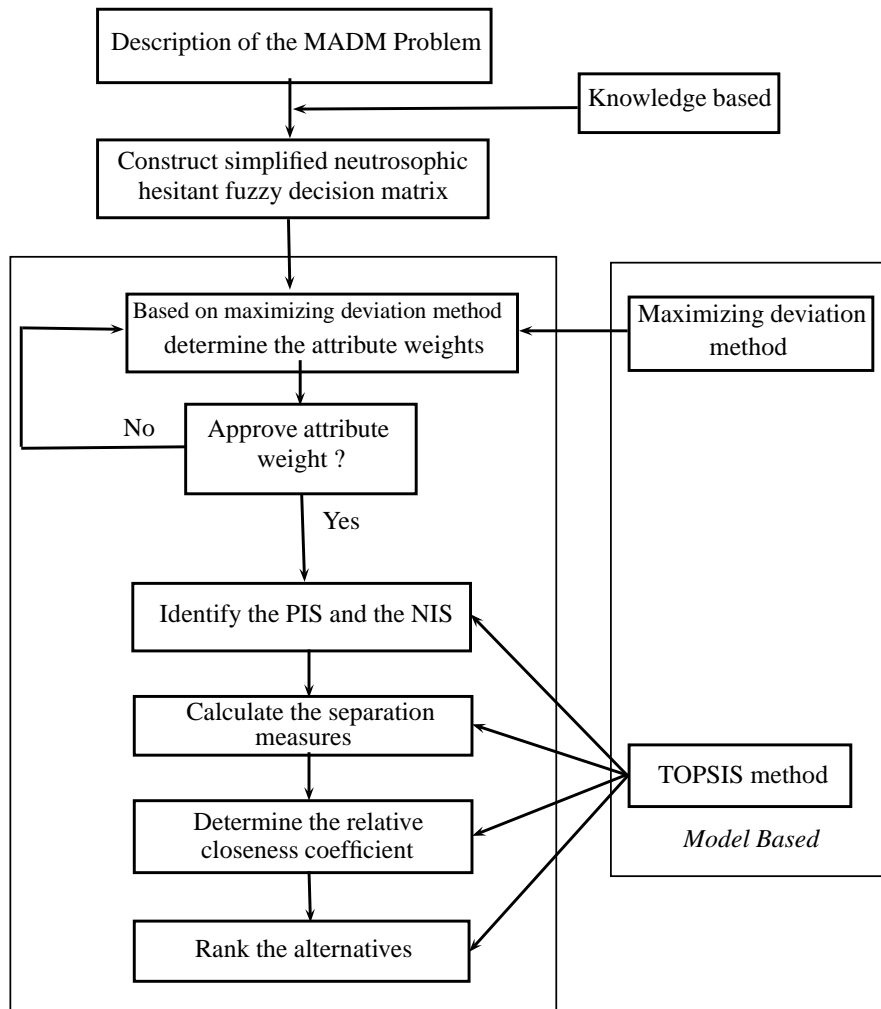 Description of the MADM Problem
Knowledge based
Construct simplified neutrosophic
hesitant fuzzy decision matrix
Based on maximizing deviation method
determine the attribute weights
Maximizing deviation
method
No
Approve attribute
weight ?
Yes
Identify the PIS and the NIS
Calculate the separation
measures
TOPSIS method
Determine the relative
closeness coefficient
Model Based
Rank the alternatives